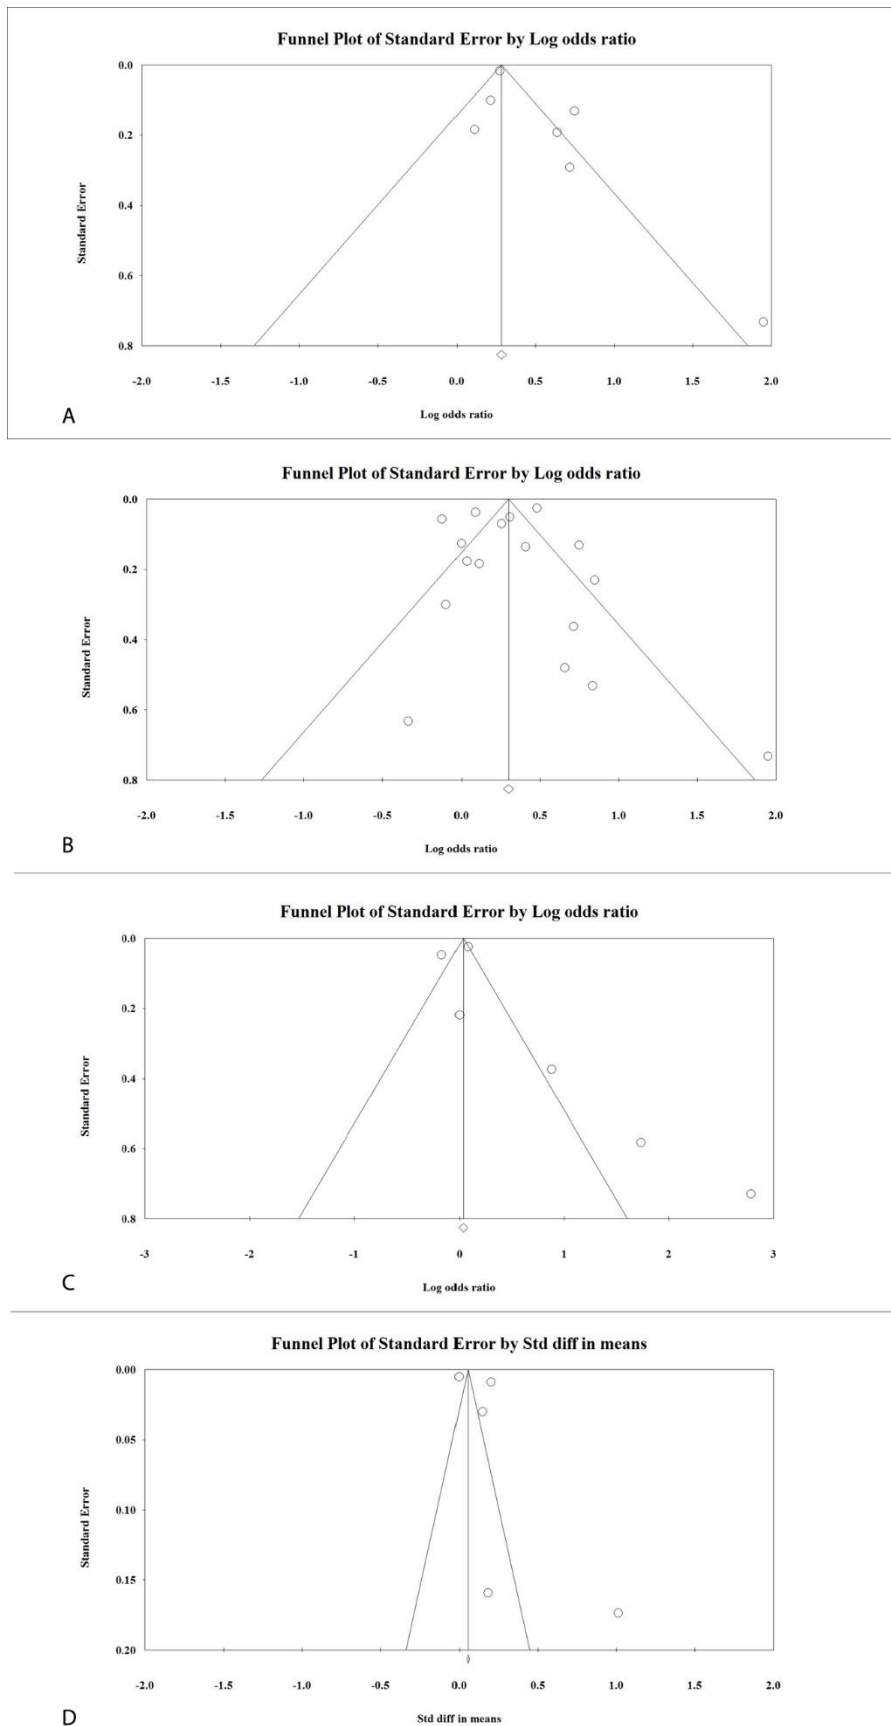 Funnel Plot of Standard Error by Log odds ratio
0.0
0.2
Standard Error
0.4
0.6
0.8
-2.0 -1.5 -1.0 -0.5 0.0 0.5 1.0 1.5 2.0
A
Log odds ratio
Funnel Plot of Standard Error by Log odds ratio
0.0
0.2
Standard Error
0.4
0.6
0.8
-2.0 -1.5 -1.0 -0.5 0.0 0.5 1.0 1.5 2.0
B
Log odds ratio
Funnel Plot of Standard Error by Log odds ratio
0.0
0.2
Standard Error
0.4
0.6
0.8
-3 -2 -1 0 1 2 3
C
Log odds ratio
Funnel Plot of Standard Error by Std diff in means
0.00
0.05
Standard Error
0.10
0.15
0.20
-2.0 -1.5 -1.0 -0.5 0.0 0.5 1.0 1.5 2.0
D
Std diff in means